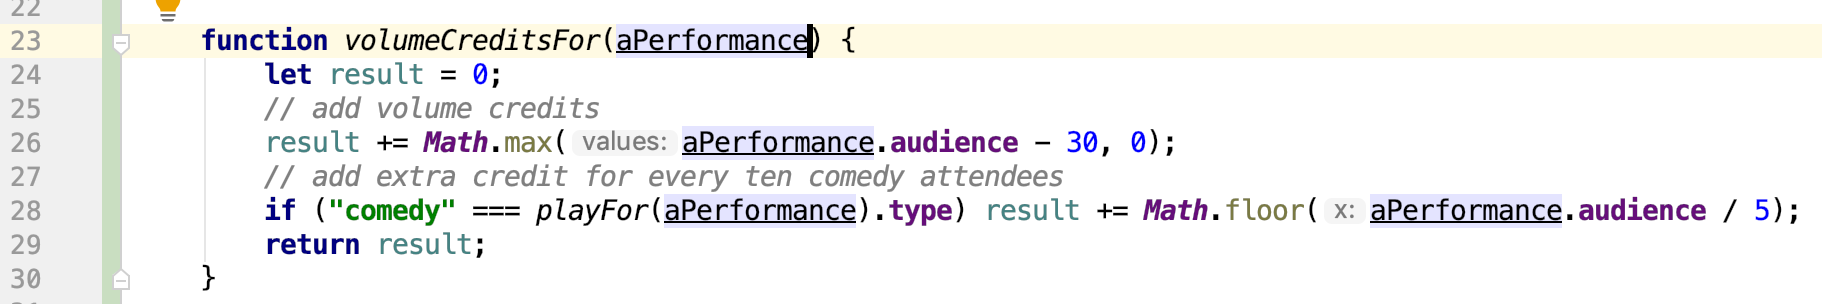 22
23 function volumeCreditsFor(aPerformance) {
24 let result = 0;
25 // add volume credits
26 result += Math.max( values: aPerformance.audience - 30, 0);
27 // add extra credit for every ten comedy attendees
28 if ("comedy" === playFor(aPerformance).type) result += Math.floor( x: aPerformance.audience / 5);
29 return result;
30 }